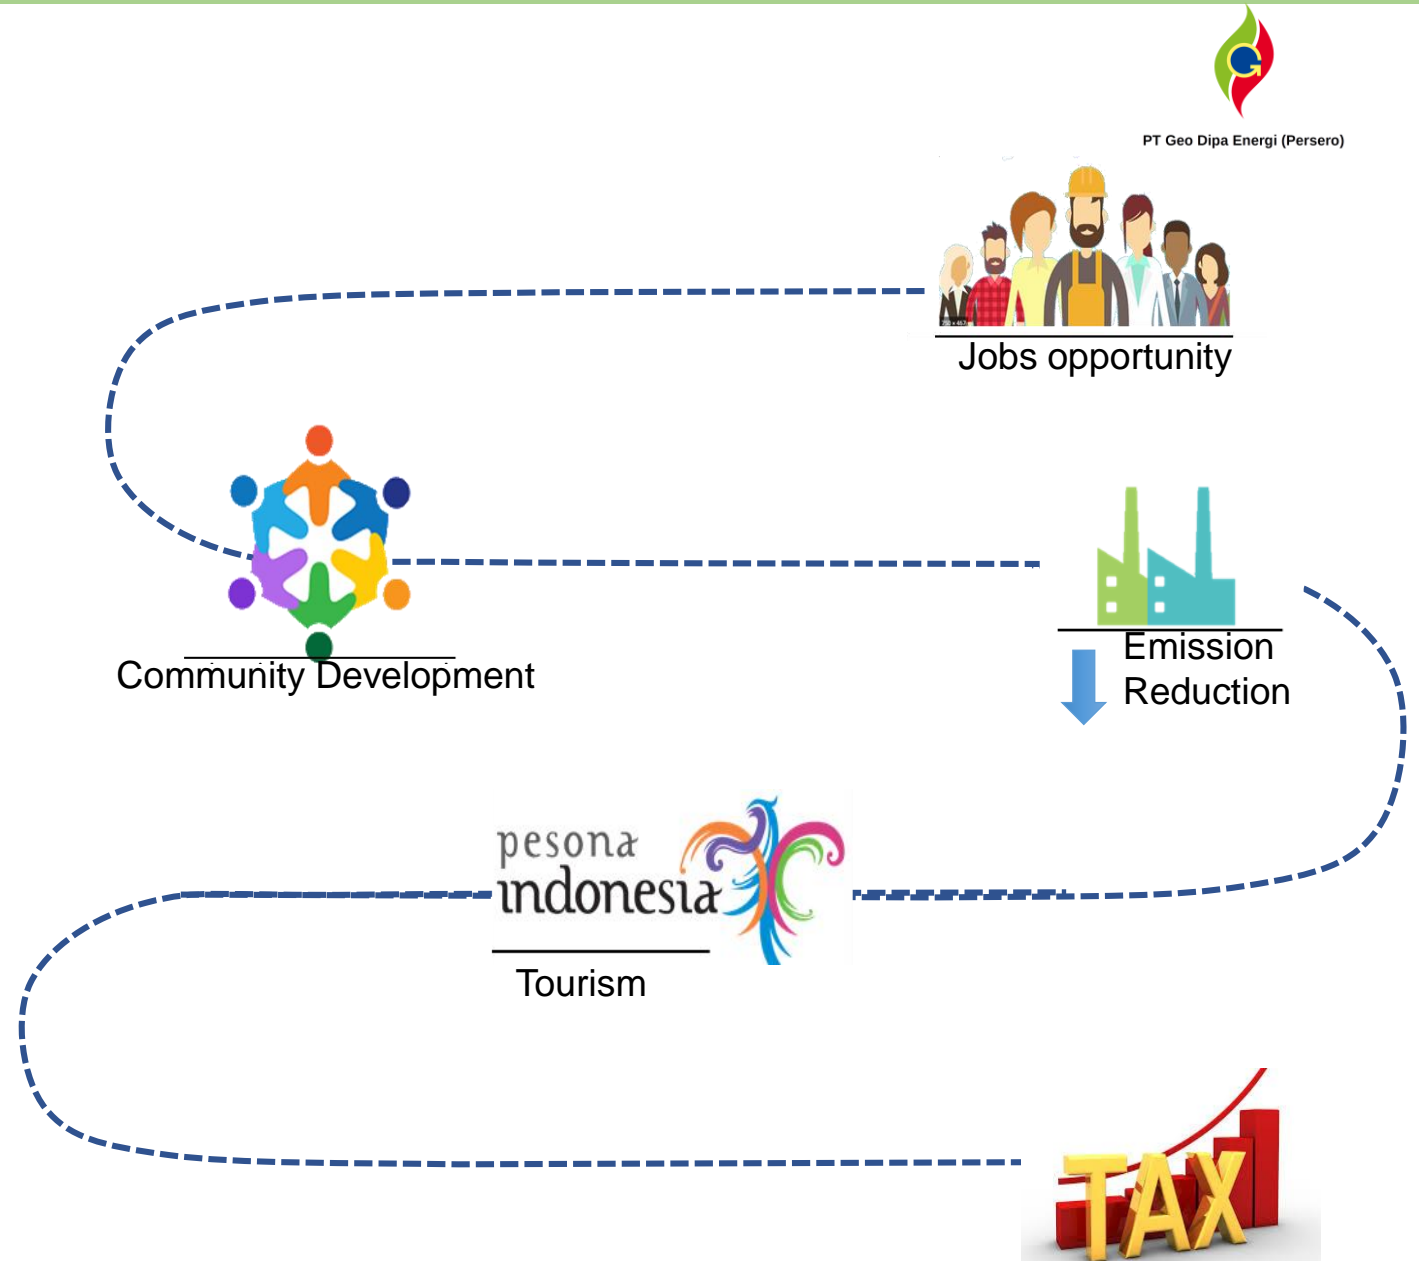 PT Geo Dipa Energi (Persero)
Jobs opportunity
Community Development
Emission
Reduction
pesona
indonesia
Tourism
TAX